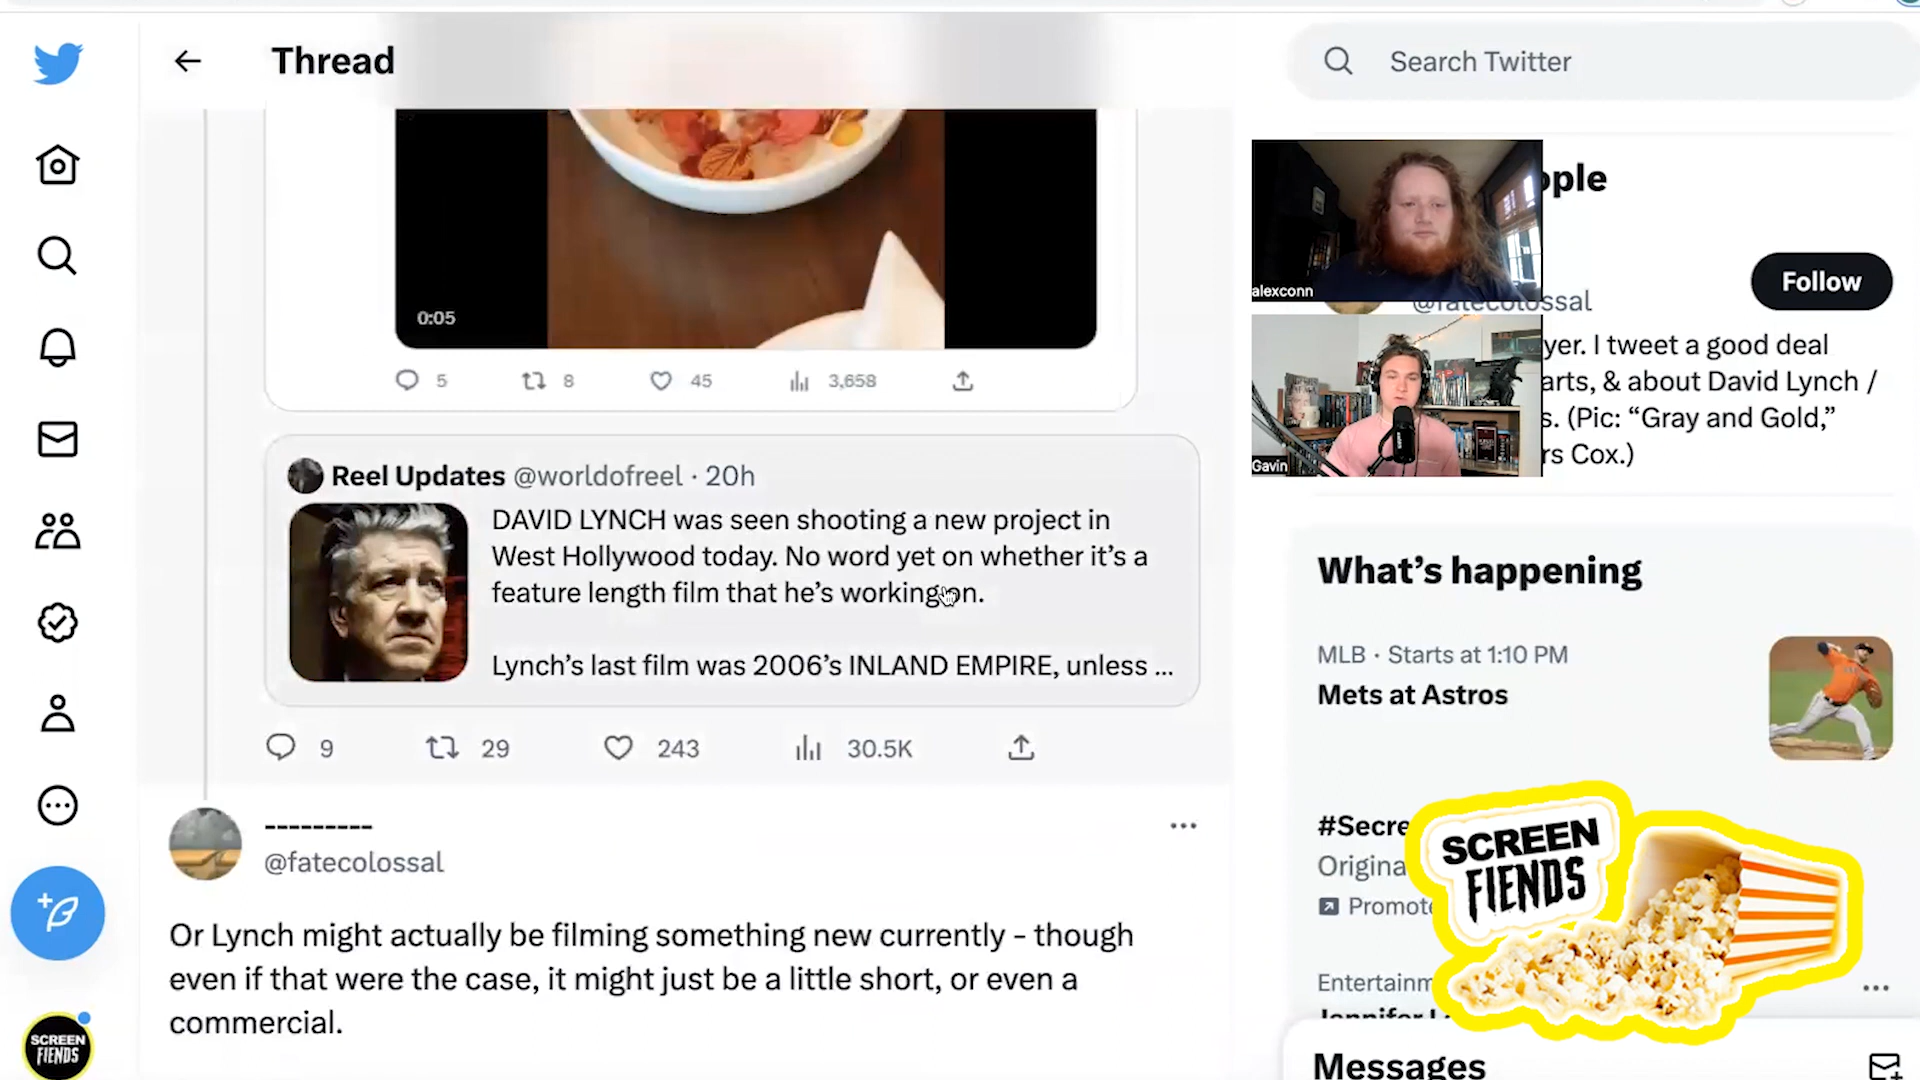 Thread
Search Twitter
0:05
5
8
45
3,658
Reel Updates @worldofreel · 20h
DAVID LYNCH was seen shooting a new project in
West Hollywood today. No word yet on whether it's a
feature length film that he's working on.
Lynch's last film was 2006's INLAND EMPIRE, unless ...
9
29
243
30.5K
---------
@fatecolossal
Or Lynch might actually be filming something new currently - though
even if that were the case, it might just be a little short, or even a
commercial.
SCREEN
FIENDS
alexconn
Gavin
ople
Follow
@fatecolossal
yer. I tweet a good deal
arts, & about David Lynch /
s. (Pic: “Gray and Gold,”
rs Cox.)
What's happening
MLB · Starts at 1:10 PM
Mets at Astros
#Secre
Origina
Promote
Entertainm
SCREEN
FIENDS
Messages